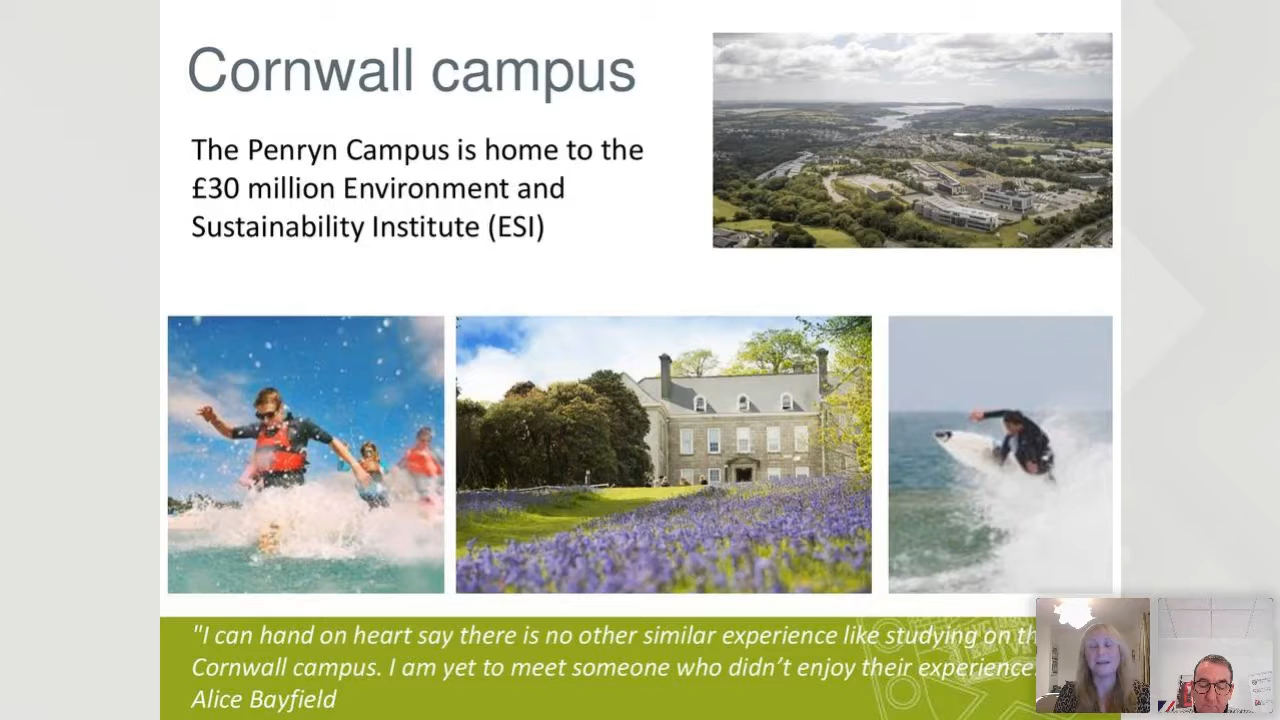 Cornwall campus
The Penryn Campus is home to the
£30 million Environment and
Sustainability Institute (ESI)
"I can hand on heart say there is no other similar experience like studying on
Cornwall campus. I am yet to meet someone who didn’t enjoy their experience.
Alice Bayfield